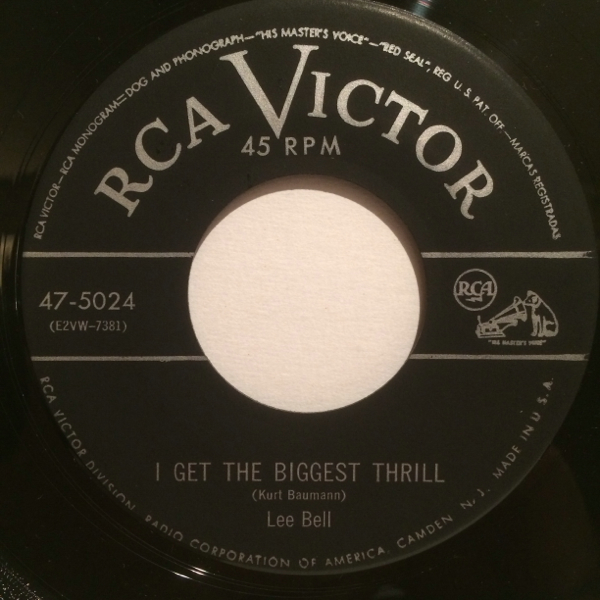 RCA VICTOR—RCA MONOGRAM—DOG AND PHONOGRAPH—"HIS MASTER'S VOICE"—"RED SEAL", REG U.S. PAT. OFF.—MARCAS REGISTRADAS
RCA VICTOR
45 RPM
47-5024
(E2VW-7381)
RCA
"HIS MASTER'S VOICE"
I GET THE BIGGEST THRILL
(Kurt Baumann)
Lee Bell
RCA VICTOR DIVISION, RADIO CORPORATION OF AMERICA, CAMDEN, N.J. MADE IN U.S.A.